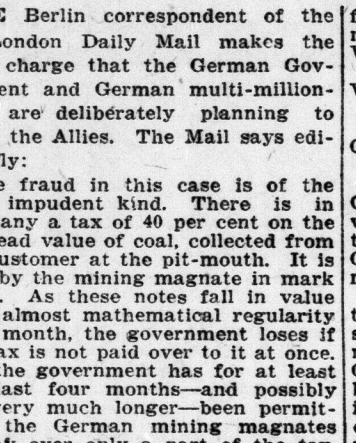 Berlin correspondent of the
London Daily Mail makes the
charge that the German Gov-
ent and German multi-million-
are deliberately planning to
the Allies. The Mail says edi-
ly:
e fraud in this case is of the
impudent kind. There is in
any a tax of 40 per cent on the
ead value of coal, collected from
ustomer at the pit-mouth. It is
by the mining magnate in mark
. As these notes fall in value
almost mathematical regularity
month, the government loses if
ax is not paid over to it at once.
the government has for at least
ast four months—and possibly
very much longer—been permit-
the German mining magnates
over only a part of the tax